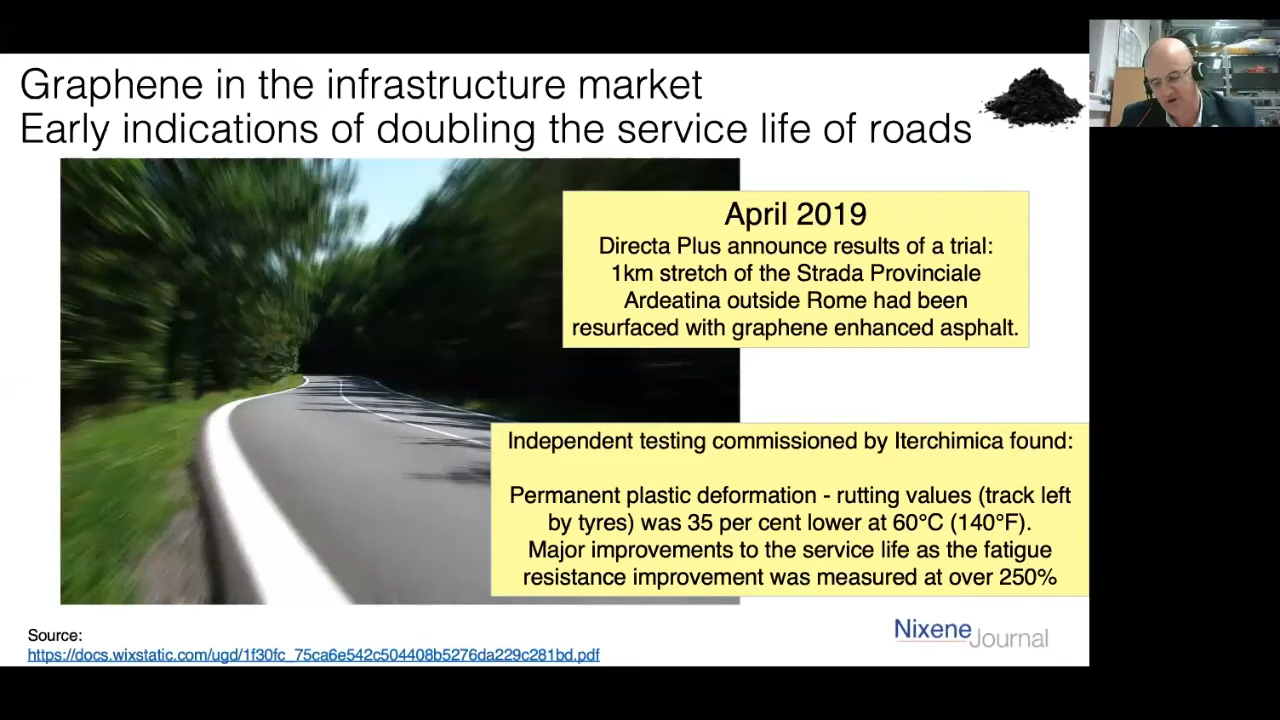 Graphene in the infrastructure market
Early indications of doubling the service life of roads
April 2019
Directa Plus announce results of a trial:
1km stretch of the Strada Provinciale
Ardeatina outside Rome had been
resurfaced with graphene enhanced asphalt.
Independent testing commissioned by Iterchimica found:
Permanent plastic deformation - rutting values (track left
by tyres) was 35 per cent lower at 60°C (140°F).
Major improvements to the service life as the fatigue
resistance improvement was measured at over 250%
Source:
https://docs.wixstatic.com/ugd/1f30fc_75ca6e542c504408b5276da229c281bd.pdf
Nixene Journal